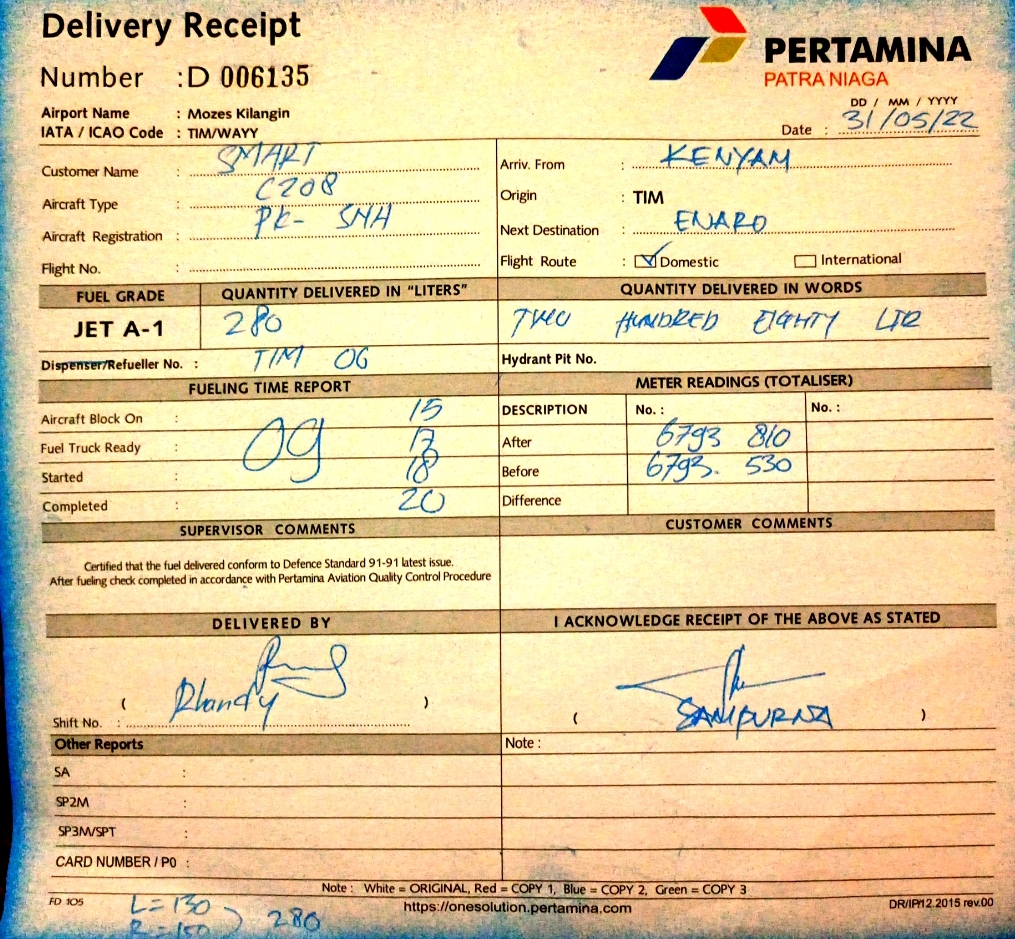 Delivery Receipt
Number : D 006135
PERTAMINA
PATRA NIAGA
Airport Name : Mozes Kilangin
IATA / ICAO Code : TIM/WAYY
DD / MM / YYYY
Date : 31/05/22
Customer Name : SMART
Aircraft Type : C208
Aircraft Registration : PK- SNH
Flight No. :
Arriv. From : KENYAM
Origin : TIM
Next Destination : ENARO
Flight Route : Domestic International
FUEL GRADE QUANTITY DELIVERED IN "LITERS" QUANTITY DELIVERED IN WORDS
JET A-1 280 TWO HUNDRED EIGHTY LTR
Dispenser/Refueller No. : TIM 06 Hydrant Pit No.
FUELING TIME REPORT
Aircraft Block On : 15
Fuel Truck Ready : 09 17
Started : 18
Completed : 20
METER READINGS (TOTALISER)
DESCRIPTION No. : No. :
After 6793 810
Before 6793. 530
Difference
SUPERVISOR COMMENTS CUSTOMER COMMENTS
Certified that the fuel delivered conform to Defence Standard 91-91 latest issue.
After fueling check completed in accordance with Pertamina Aviation Quality Control Procedure
DELIVERED BY I ACKNOWLEDGE RECEIPT OF THE ABOVE AS STATED
( Rhandy )
Shift No. :
( SAMPURNA )
Other Reports Note :
SA :
SP2M :
SP3M/SPT :
CARD NUMBER / PO :
Note : White = ORIGINAL, Red = COPY 1, Blue = COPY 2, Green = COPY 3
FD 105 https://onesolution.pertamina.com DR/IP/12.2015 rev.00
L = 130
R = 150 ) 280